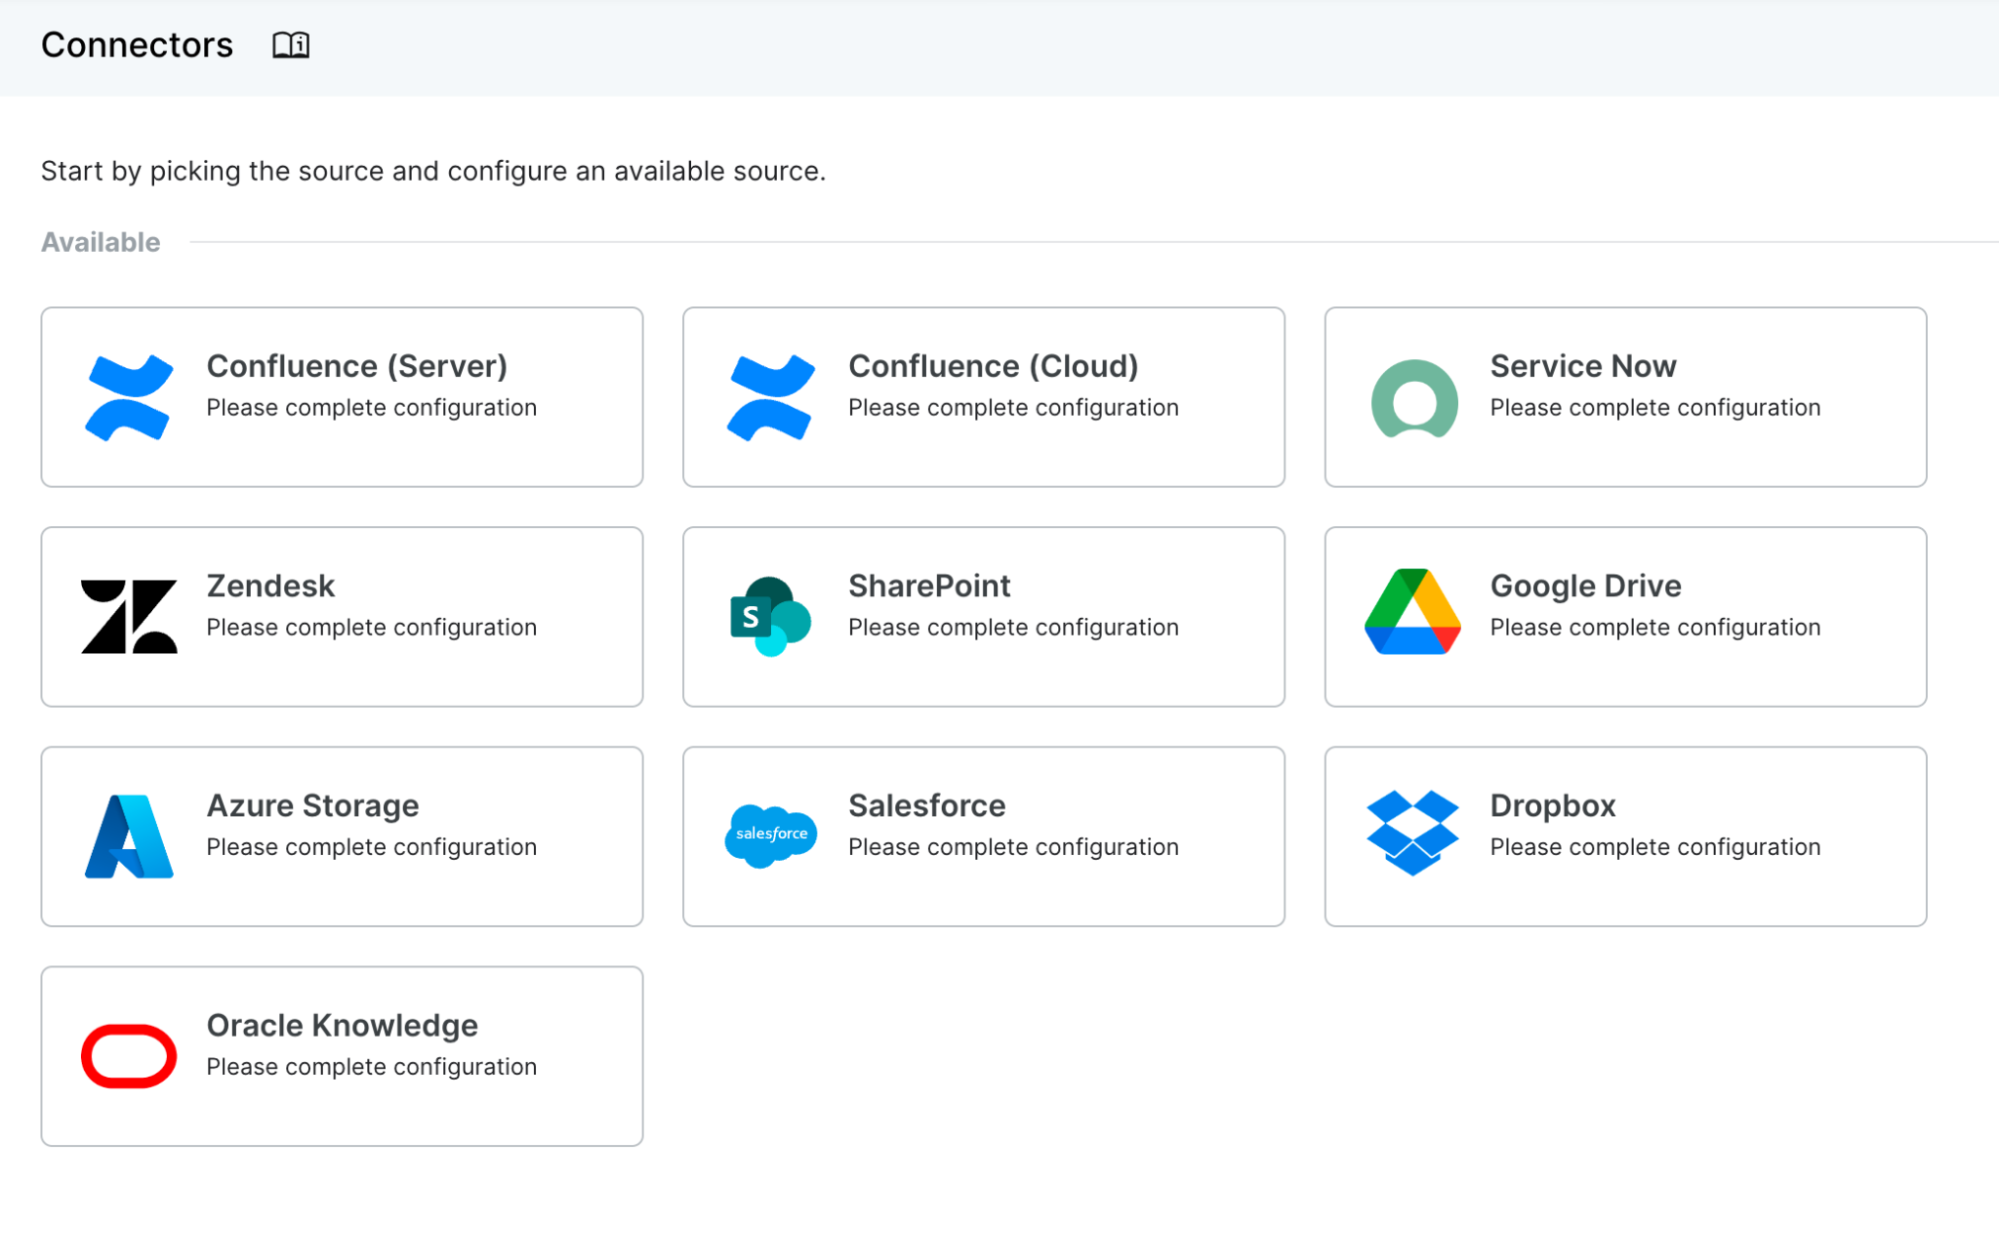 Connectors
Start by picking the source and configure an available source.
Available
Confluence (Server)
Please complete configuration
Confluence (Cloud)
Please complete configuration
Service Now
Please complete configuration
Zendesk
Please complete configuration
S
SharePoint
Please complete configuration
Google Drive
Please complete configuration
Azure Storage
Please complete configuration
salesforce
Salesforce
Please complete configuration
Dropbox
Please complete configuration
Oracle Knowledge
Please complete configuration